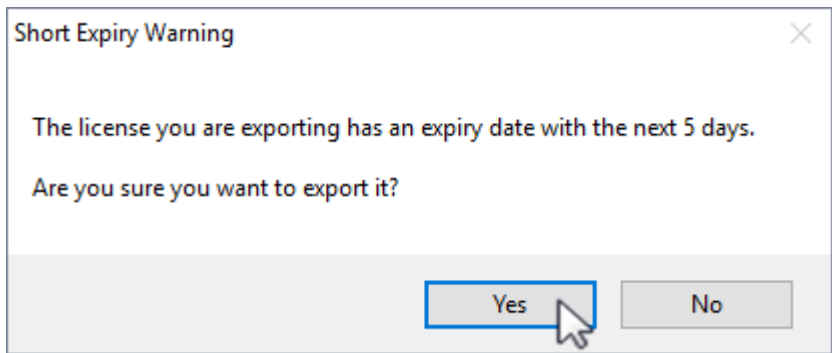 Short Expiry Warning
The license you are exporting has an expiry date with the next 5 days.
Are you sure you want to export it?
Yes
No